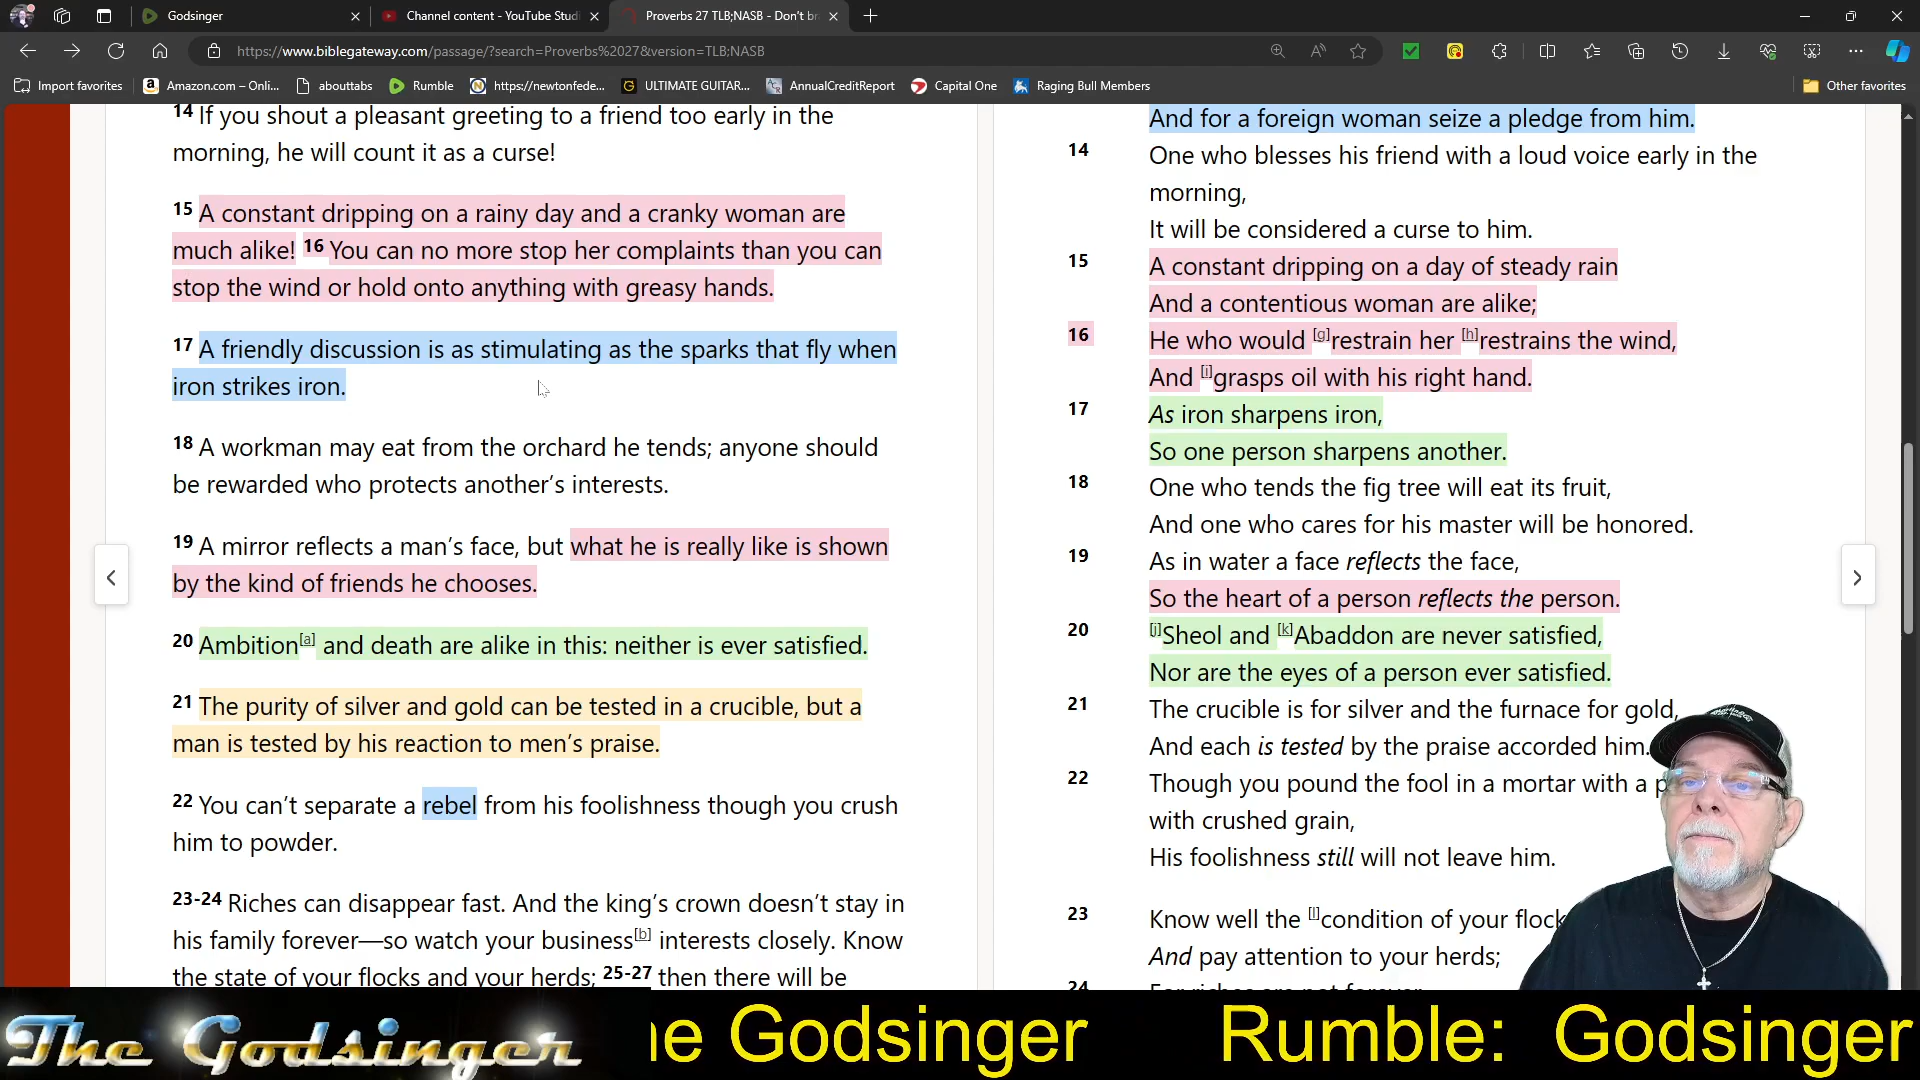 Godsinger
Channel content - YouTube Studi
Proverbs 27 TLB;NASB - Don't br
https://www.biblegateway.com/passage/?search=Proverbs%2027&version=TLB;NASB
Import favorites
Amazon.com – Onli...
abouttabs
Rumble
https://newtonfede...
ULTIMATE GUITAR...
AnnualCreditReport
Capital One
Raging Bull Members
Other favorites
14 If you shout a pleasant greeting to a friend too early in the
morning, he will count it as a curse!
15 A constant dripping on a rainy day and a cranky woman are
much alike! 16 You can no more stop her complaints than you can
stop the wind or hold onto anything with greasy hands.
17 A friendly discussion is as stimulating as the sparks that fly when
iron strikes iron.
18 A workman may eat from the orchard he tends; anyone should
be rewarded who protects another’s interests.
19 A mirror reflects a man’s face, but what he is really like is shown
by the kind of friends he chooses.
20 Ambition[a] and death are alike in this: neither is ever satisfied.
21 The purity of silver and gold can be tested in a crucible, but a
man is tested by his reaction to men’s praise.
22 You can’t separate a rebel from his foolishness though you crush
him to powder.
23-24 Riches can disappear fast. And the king’s crown doesn’t stay in
his family forever—so watch your business[b] interests closely. Know
the state of your flocks and your herds; 25-27 then there will be
And for a foreign woman seize a pledge from him.
14 One who blesses his friend with a loud voice early in the
morning,
It will be considered a curse to him.
15 A constant dripping on a day of steady rain
And a contentious woman are alike;
16 He who would [g]restrain her [h]restrains the wind,
And [i]grasps oil with his right hand.
17 As iron sharpens iron,
So one person sharpens another.
18 One who tends the fig tree will eat its fruit,
And one who cares for his master will be honored.
19 As in water a face reflects the face,
So the heart of a person reflects the person.
20 [j]Sheol and [k]Abaddon are never satisfied,
Nor are the eyes of a person ever satisfied.
21 The crucible is for silver and the furnace for gold,
And each is tested by the praise accorded him.
22 Though you pound the fool in a mortar with a p
with crushed grain,
His foolishness still will not leave him.
23 Know well the [l]condition of your flock
And pay attention to your herds;
24 For riches are not forever
The Godsinger
he Godsinger Rumble: Godsinger